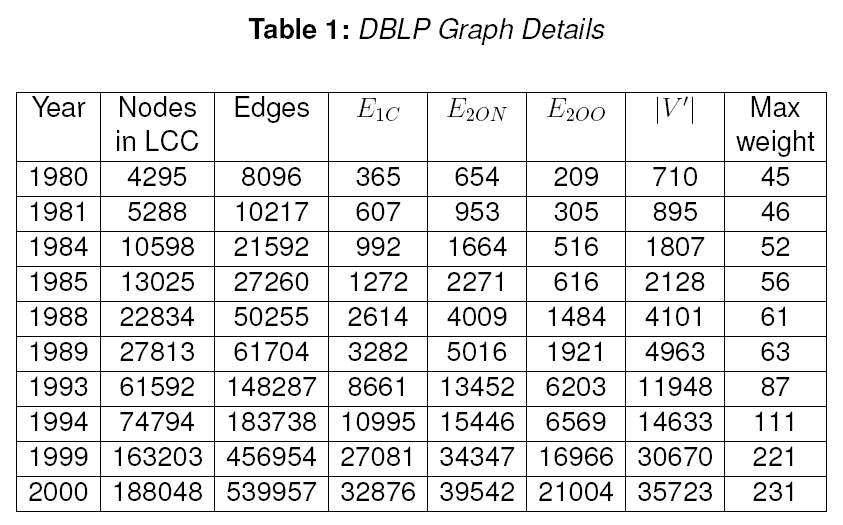 Table 1: DBLP Graph Details
Year Nodes in LCC Edges E_{1C} E_{2ON} E_{2OO} |V'| Max weight
1980 4295 8096 365 654 209 710 45
1981 5288 10217 607 953 305 895 46
1984 10598 21592 992 1664 516 1807 52
1985 13025 27260 1272 2271 616 2128 56
1988 22834 50255 2614 4009 1484 4101 61
1989 27813 61704 3282 5016 1921 4963 63
1993 61592 148287 8661 13452 6203 11948 87
1994 74794 183738 10995 15446 6569 14633 111
1999 163203 456954 27081 34347 16966 30670 221
2000 188048 539957 32876 39542 21004 35723 231